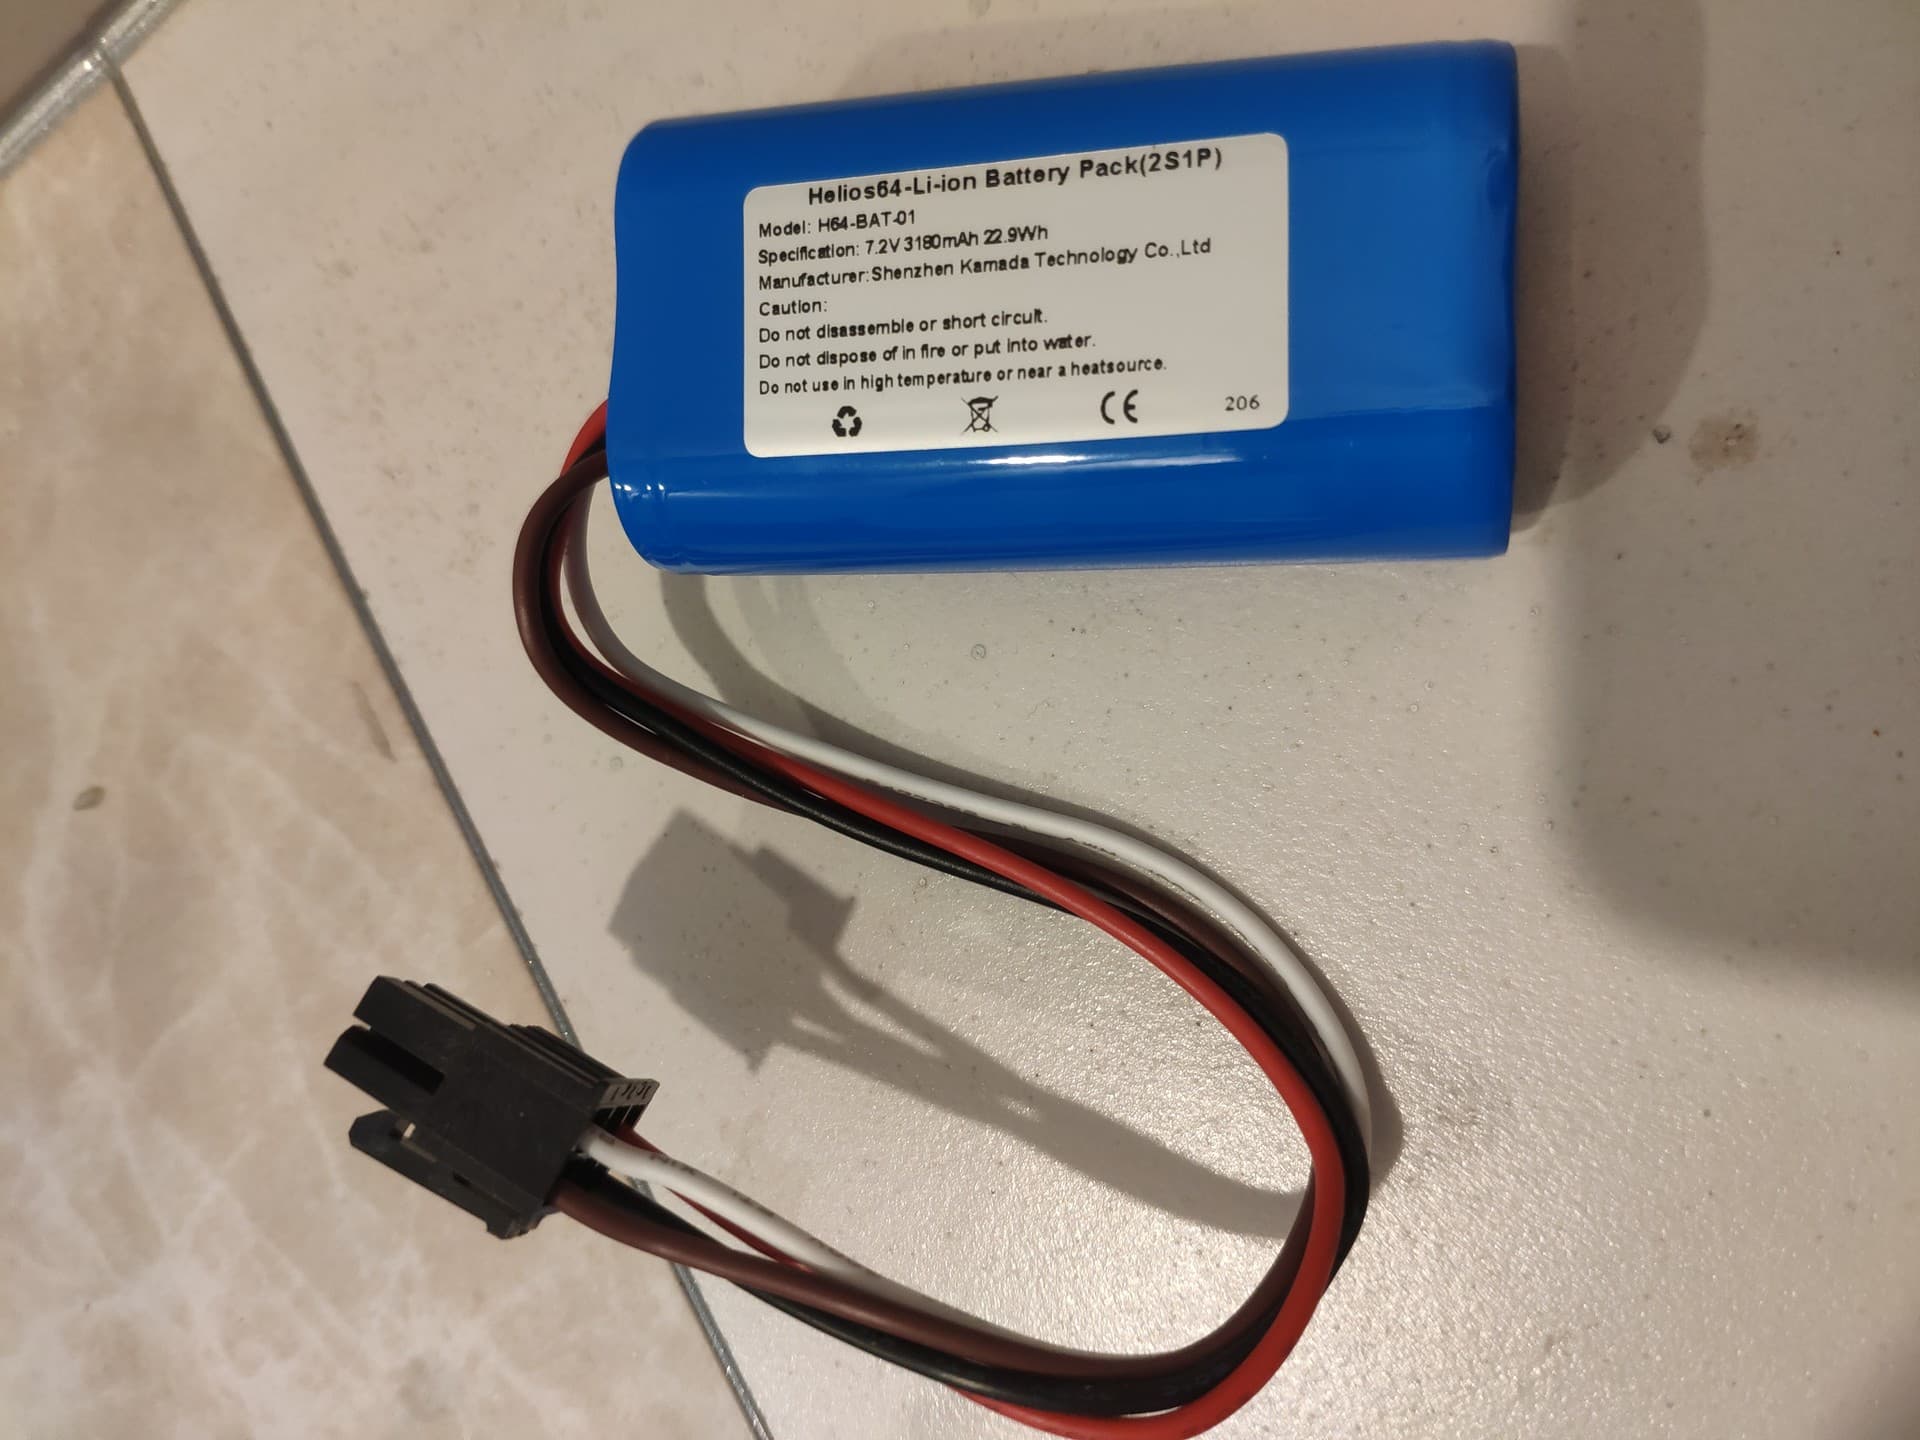 Helios64-Li-ion Battery Pack(2S1P)
Model: H64-BAT-01
Specification: 7.2V 3180mAh 22.9Wh
Manufacturer:Shenzhen Kamada Technology Co.,Ltd
Caution:
Do not disassemble or short circuit.
Do not dispose of in fire or put into water.
Do not use in high temperature or near a heatsource.
CE
206